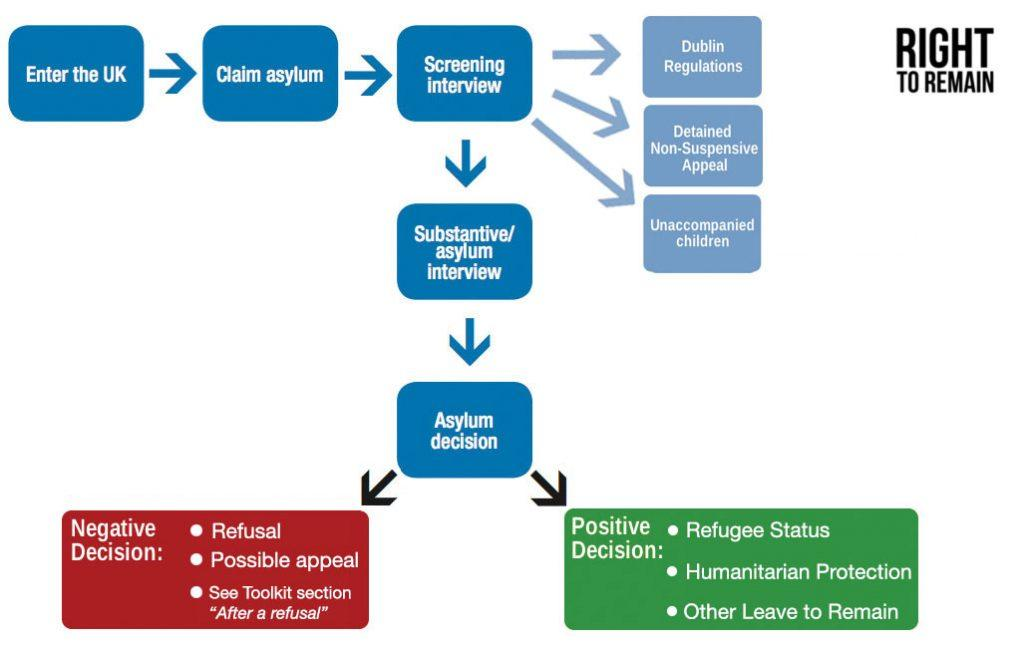 Enter the UK
Claim asylum
Screening
interview
Dublin
Regulations
Detained
Non-Suspensive
Appeal
Unaccompanied
children
RIGHT
TO REMAIN
Substantive/
asylum
interview
Asylum
decision
Negative
Decision:
● Refusal
● Possible appeal
● See Toolkit section
“After a refusal”
Positive
Decision:
● Refugee Status
● Humanitarian Protection
● Other Leave to Remain